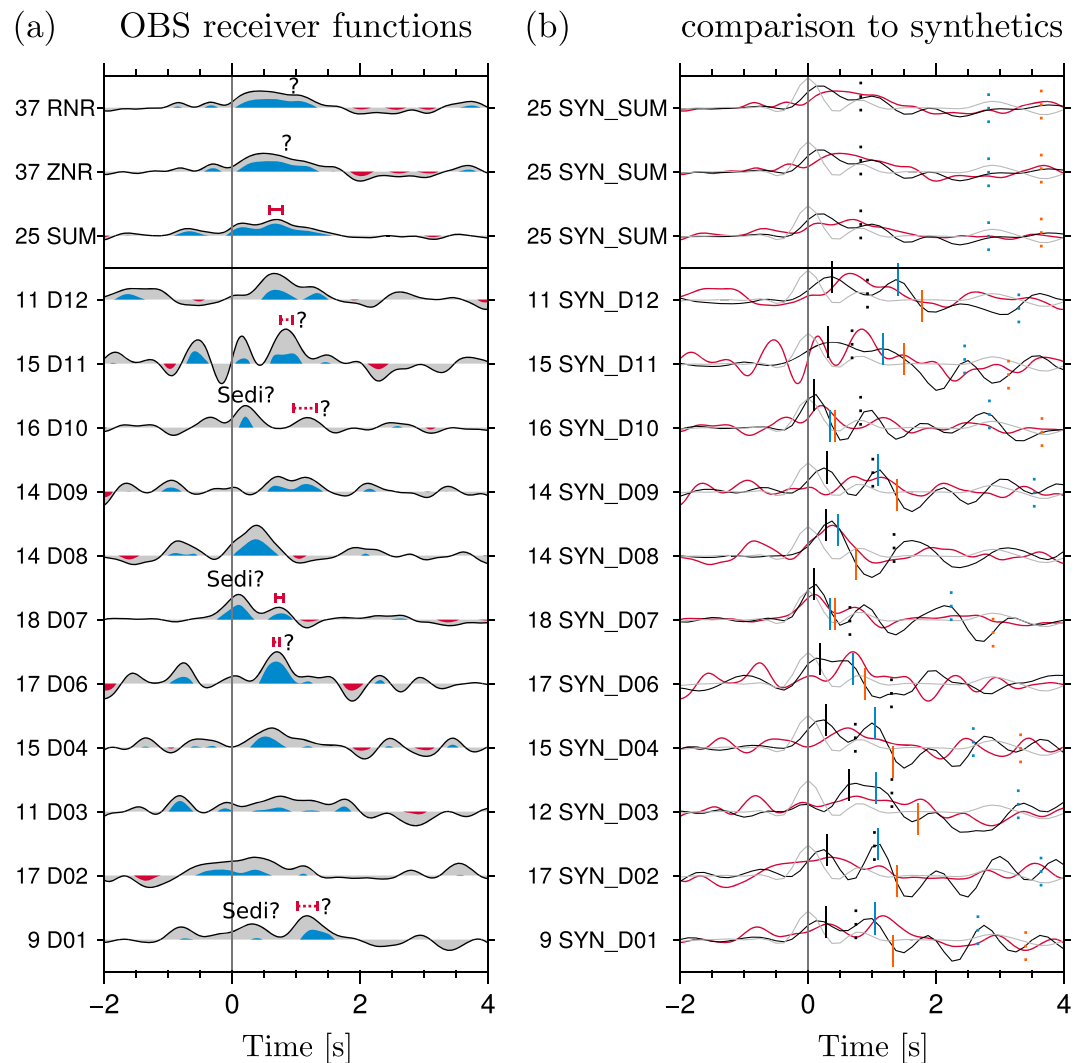 (a) OBS receiver functions
37 RNR
?
37 ZNR
?
25 SUM
11 D12
?
15 D11
Sedi?
?
16 D10
14 D09
14 D08
Sedi?
18 D07
?
17 D06
15 D04
11 D03
17 D02
Sedi?
?
9 D01
−2 0 2 4
Time [s]
(b) comparison to synthetics
25 SYN_SUM
25 SYN_SUM
25 SYN_SUM
11 SYN_D12
15 SYN_D11
16 SYN_D10
14 SYN_D09
14 SYN_D08
18 SYN_D07
17 SYN_D06
15 SYN_D04
12 SYN_D03
17 SYN_D02
9 SYN_D01
−2 0 2 4
Time [s]